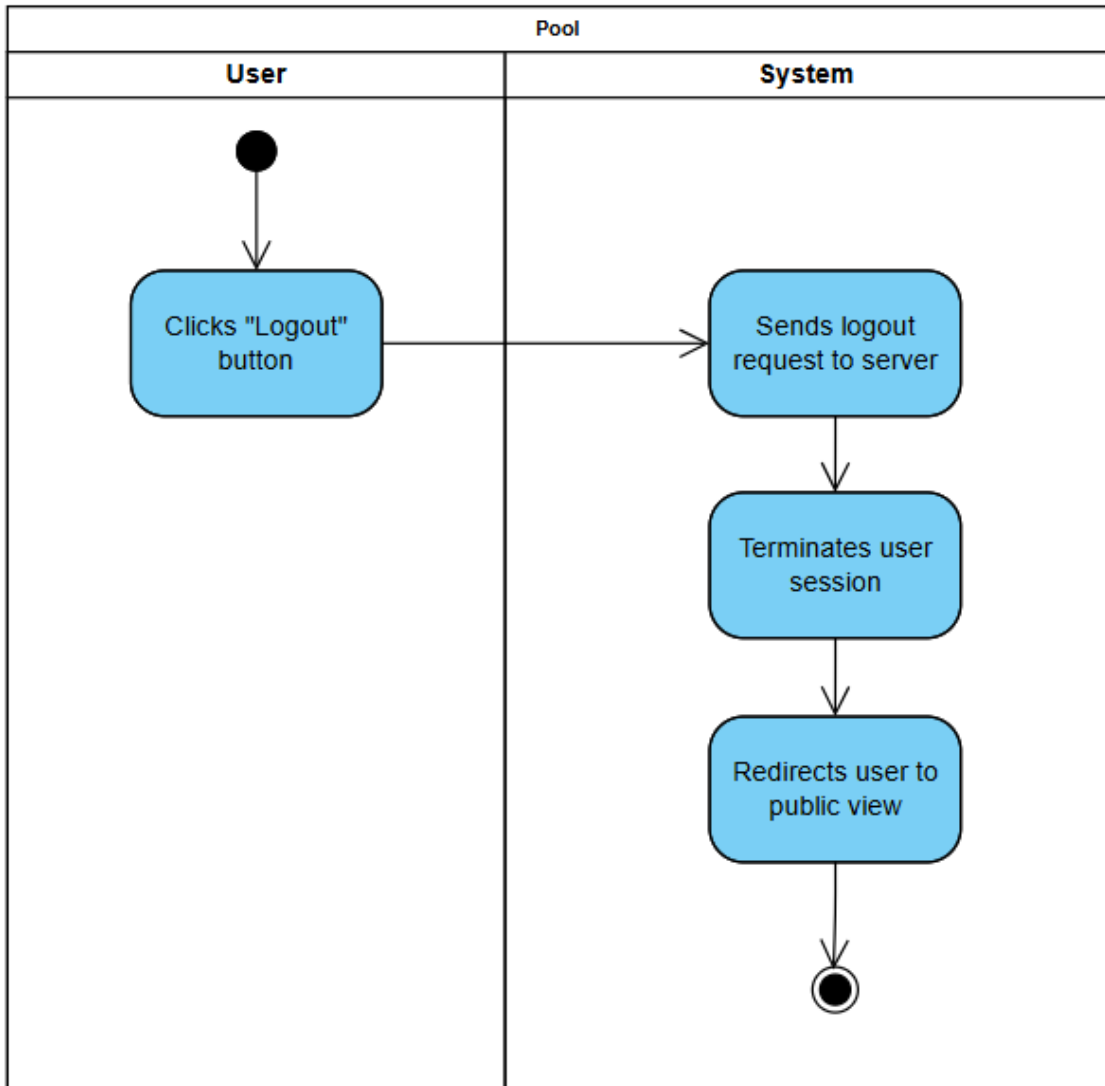 Pool
User
System
Clicks "Logout"
button
Sends logout
request to server
Terminates user
session
Redirects user to
public view